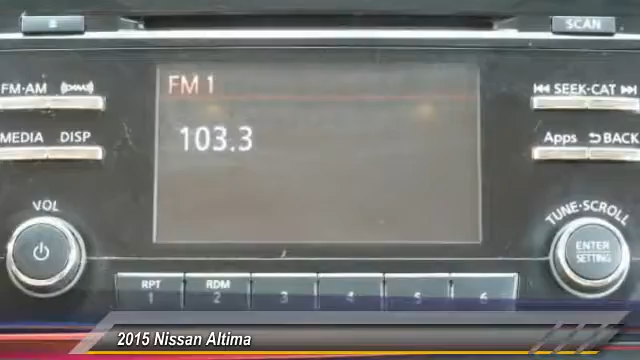 SCAN
FM·AM
SEEK·CAT
FM 1
MEDIA DISP
103.3
Apps BACK
VOL
TUNE·SCROLL
ENTER
SETTING
RPT
1
RDM
2
3
4
5
6
2015 Nissan Altima